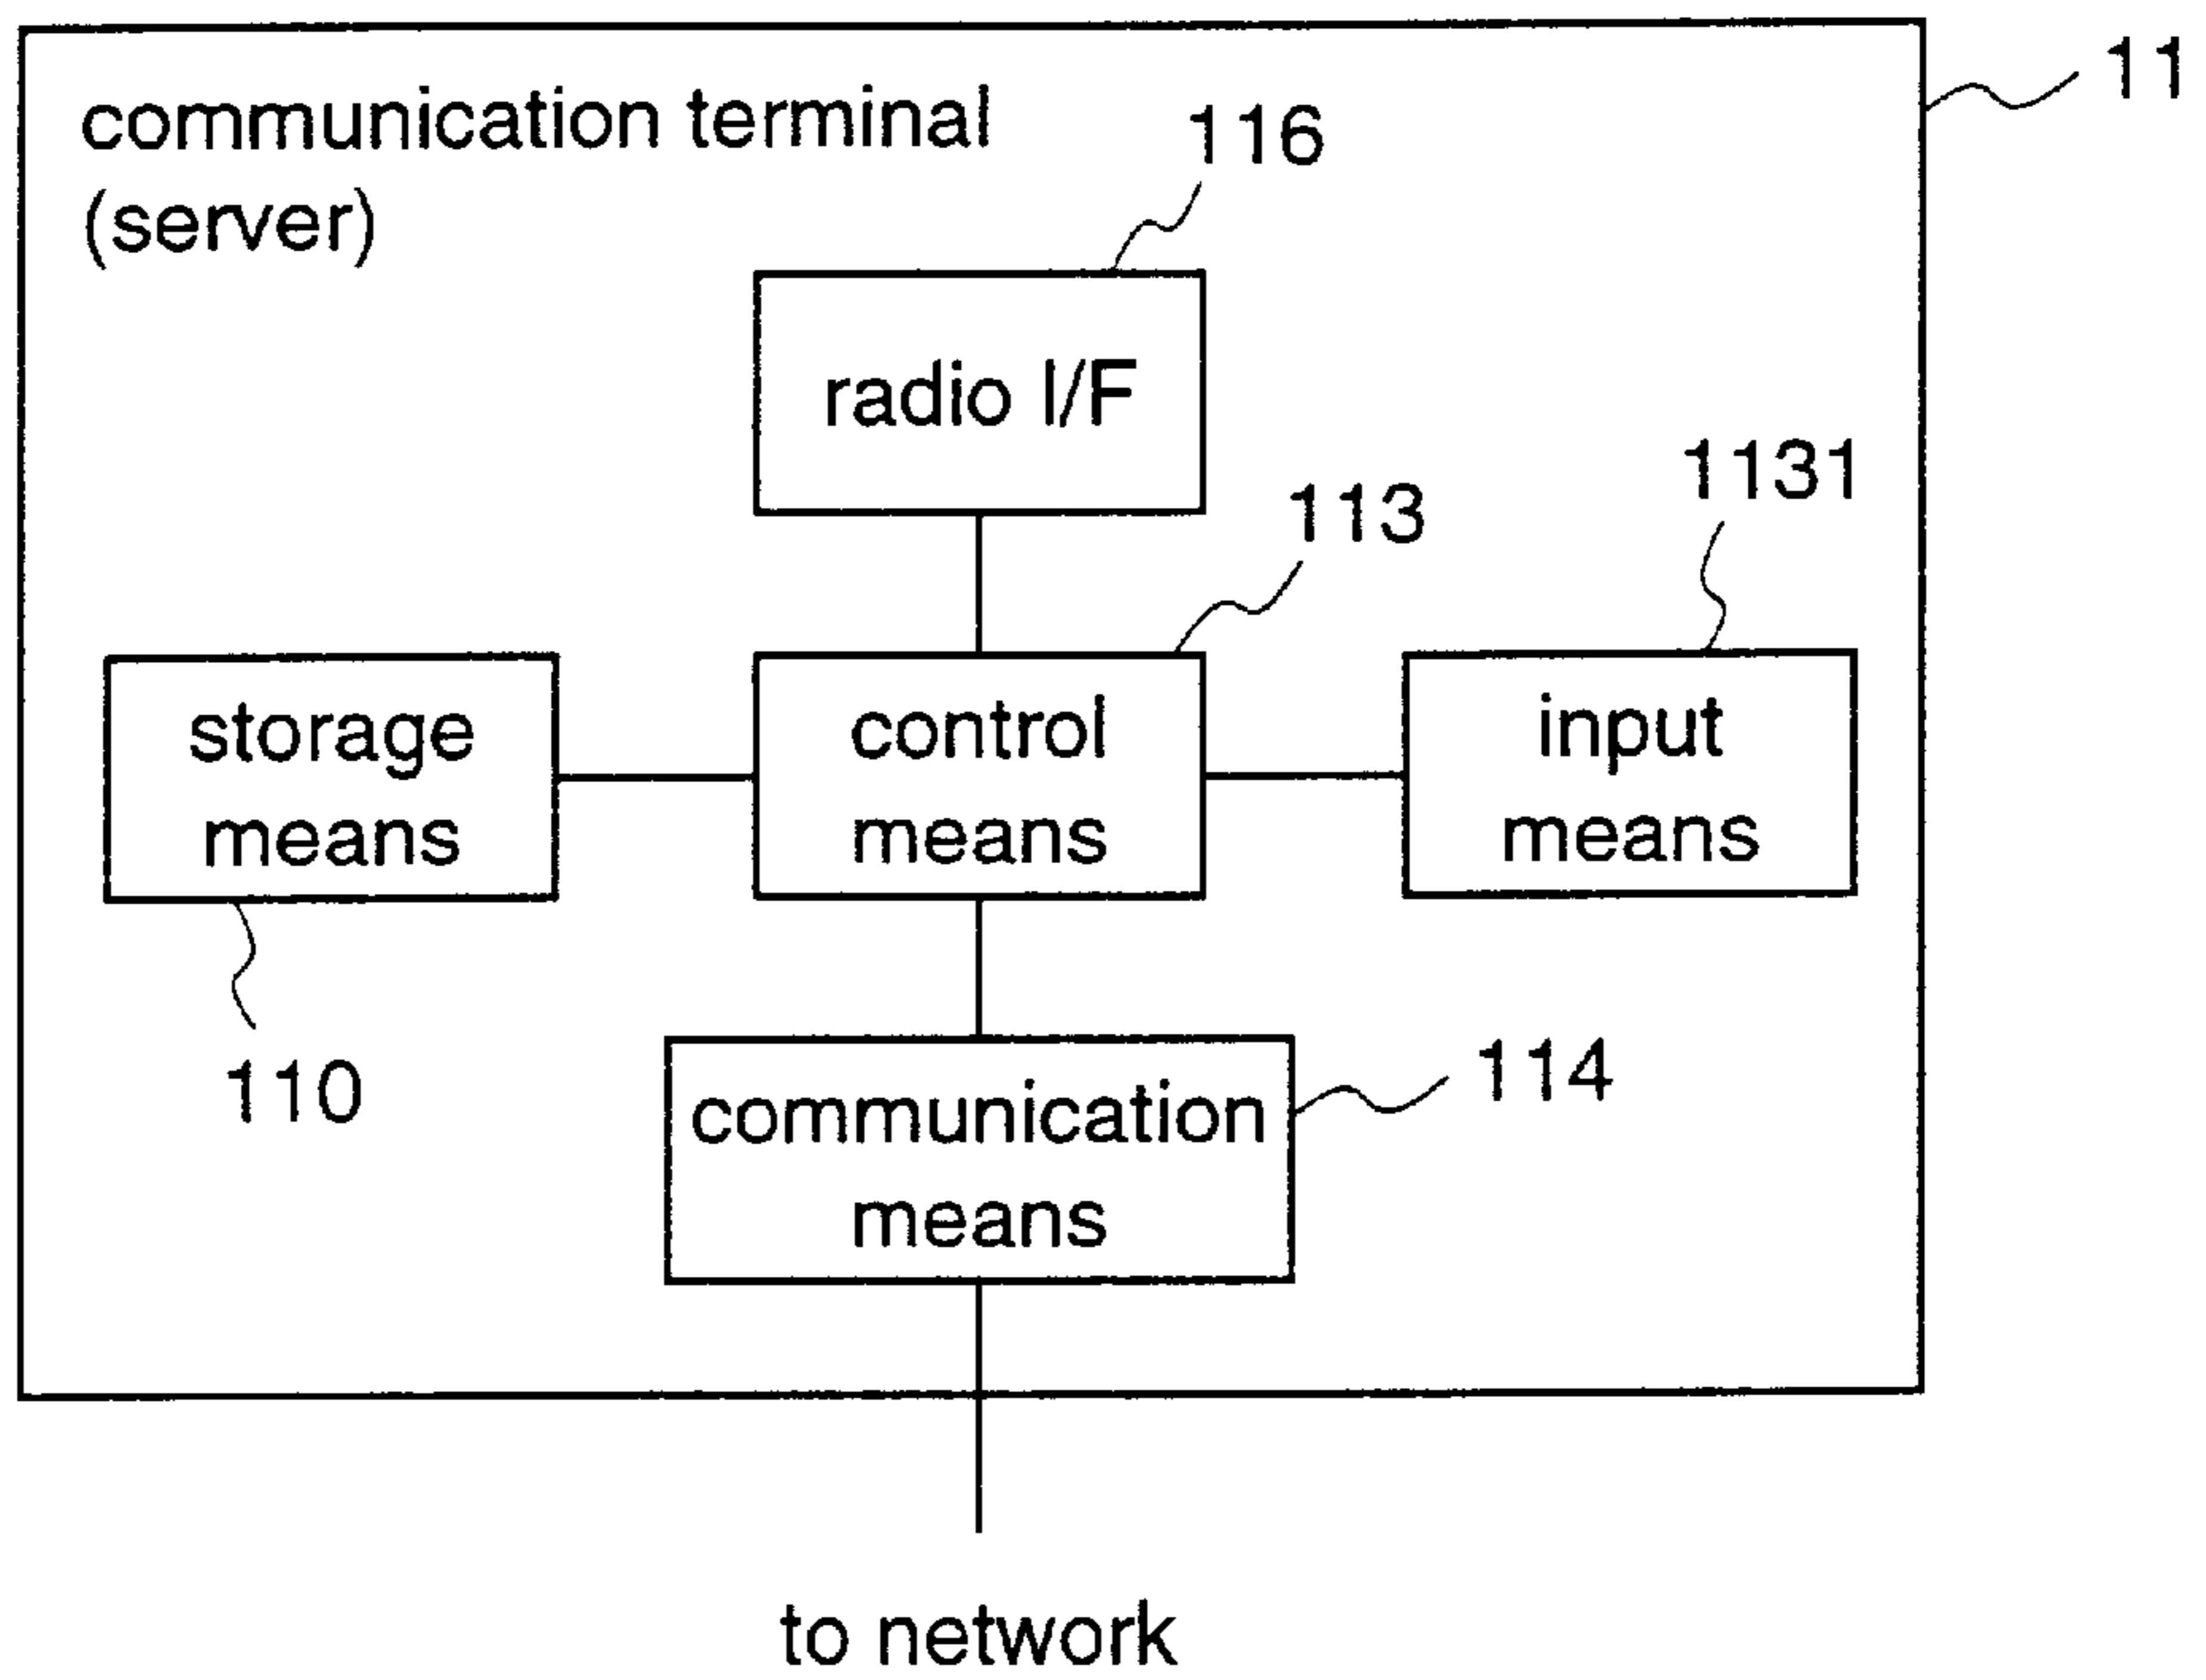 11
communication terminal
(server)
116
radio I/F
1131
113
storage
means
control
means
input
means
110
114
communication
means
to network